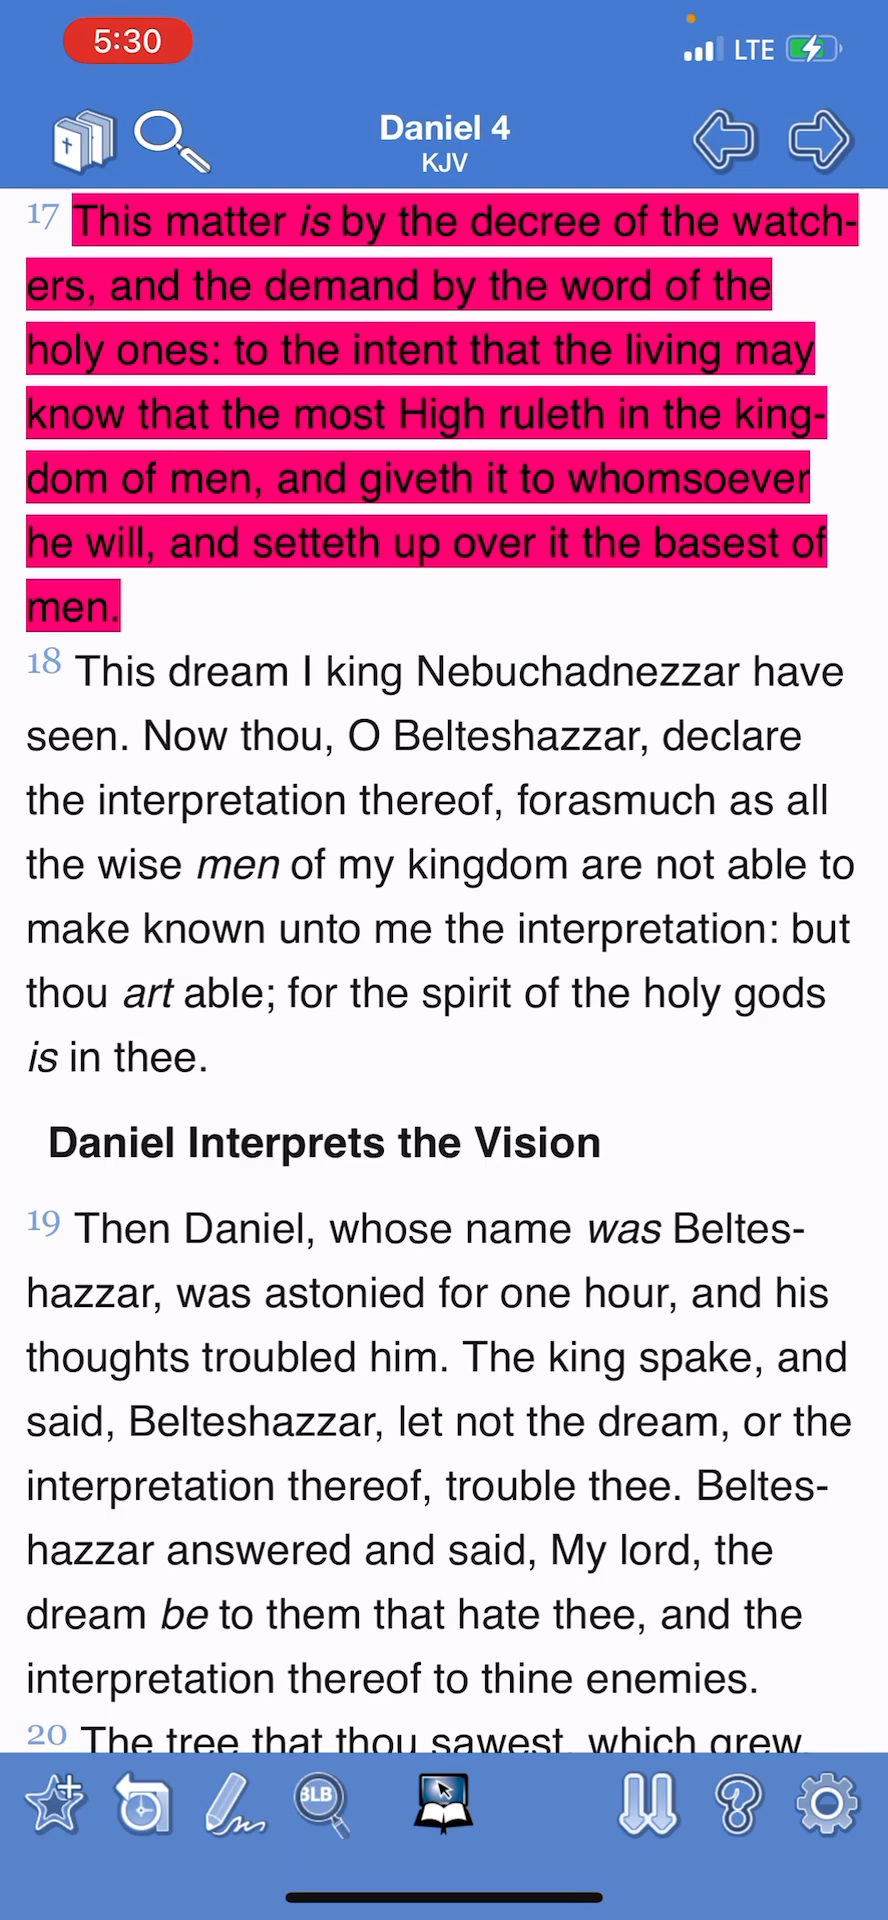 5:30
LTE
Daniel 4
KJV
17 This matter is by the decree of the watch-
ers, and the demand by the word of the
holy ones: to the intent that the living may
know that the most High ruleth in the king-
dom of men, and giveth it to whomsoever
he will, and setteth up over it the basest of
men.
18 This dream I king Nebuchadnezzar have
seen. Now thou, O Belteshazzar, declare
the interpretation thereof, forasmuch as all
the wise men of my kingdom are not able to
make known unto me the interpretation: but
thou art able; for the spirit of the holy gods
is in thee.
Daniel Interprets the Vision
19 Then Daniel, whose name was Beltes-
hazzar, was astonied for one hour, and his
thoughts troubled him. The king spake, and
said, Belteshazzar, let not the dream, or the
interpretation thereof, trouble thee. Beltes-
hazzar answered and said, My lord, the
dream be to them that hate thee, and the
interpretation thereof to thine enemies.
20 The tree that thou sawest, which grew,
BLB